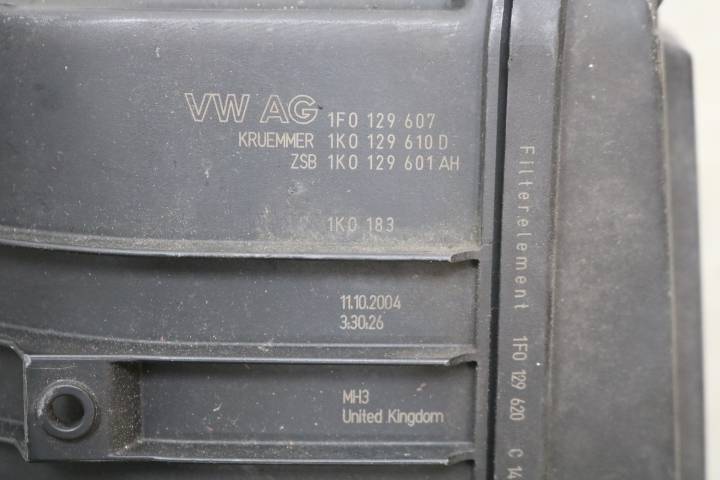 VW AG 1F0 129 607
KRUEMMER 1K0 129 610 D
ZSB 1K0 129 601 AH
1K0 183
11.10.2004
3:30:26
MH3
United Kingdom
Filterelement 1F0 129 620 C 14